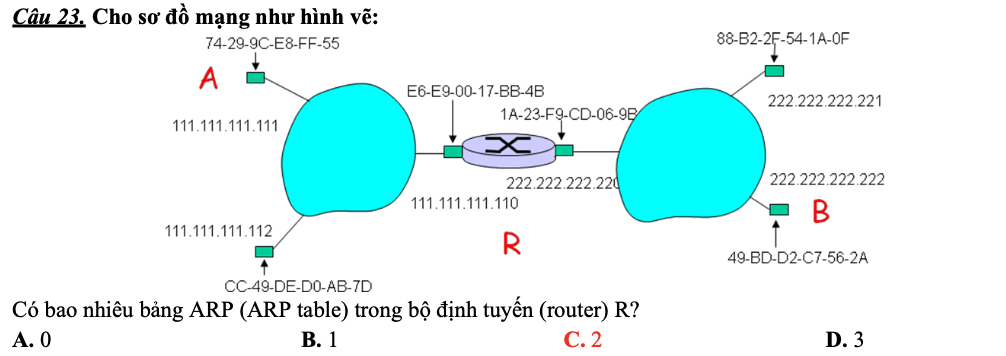 Câu 23. Cho sơ đồ mạng như hình vẽ:
74-29-9C-E8-FF-55
88-B2-2F-54-1A-0F
A
E6-E9-00-17-BB-4B
1A-23-F9-CD-06-9B
222.222.222.221
111.111.111.111
222.222.222.220
222.222.222.222
111.111.111.110
B
111.111.111.112
R
49-BD-D2-C7-56-2A
CC-49-DE-D0-AB-7D
Có bao nhiêu bảng ARP (ARP table) trong bộ định tuyến (router) R?
A. 0 B. 1 C. 2 D. 3